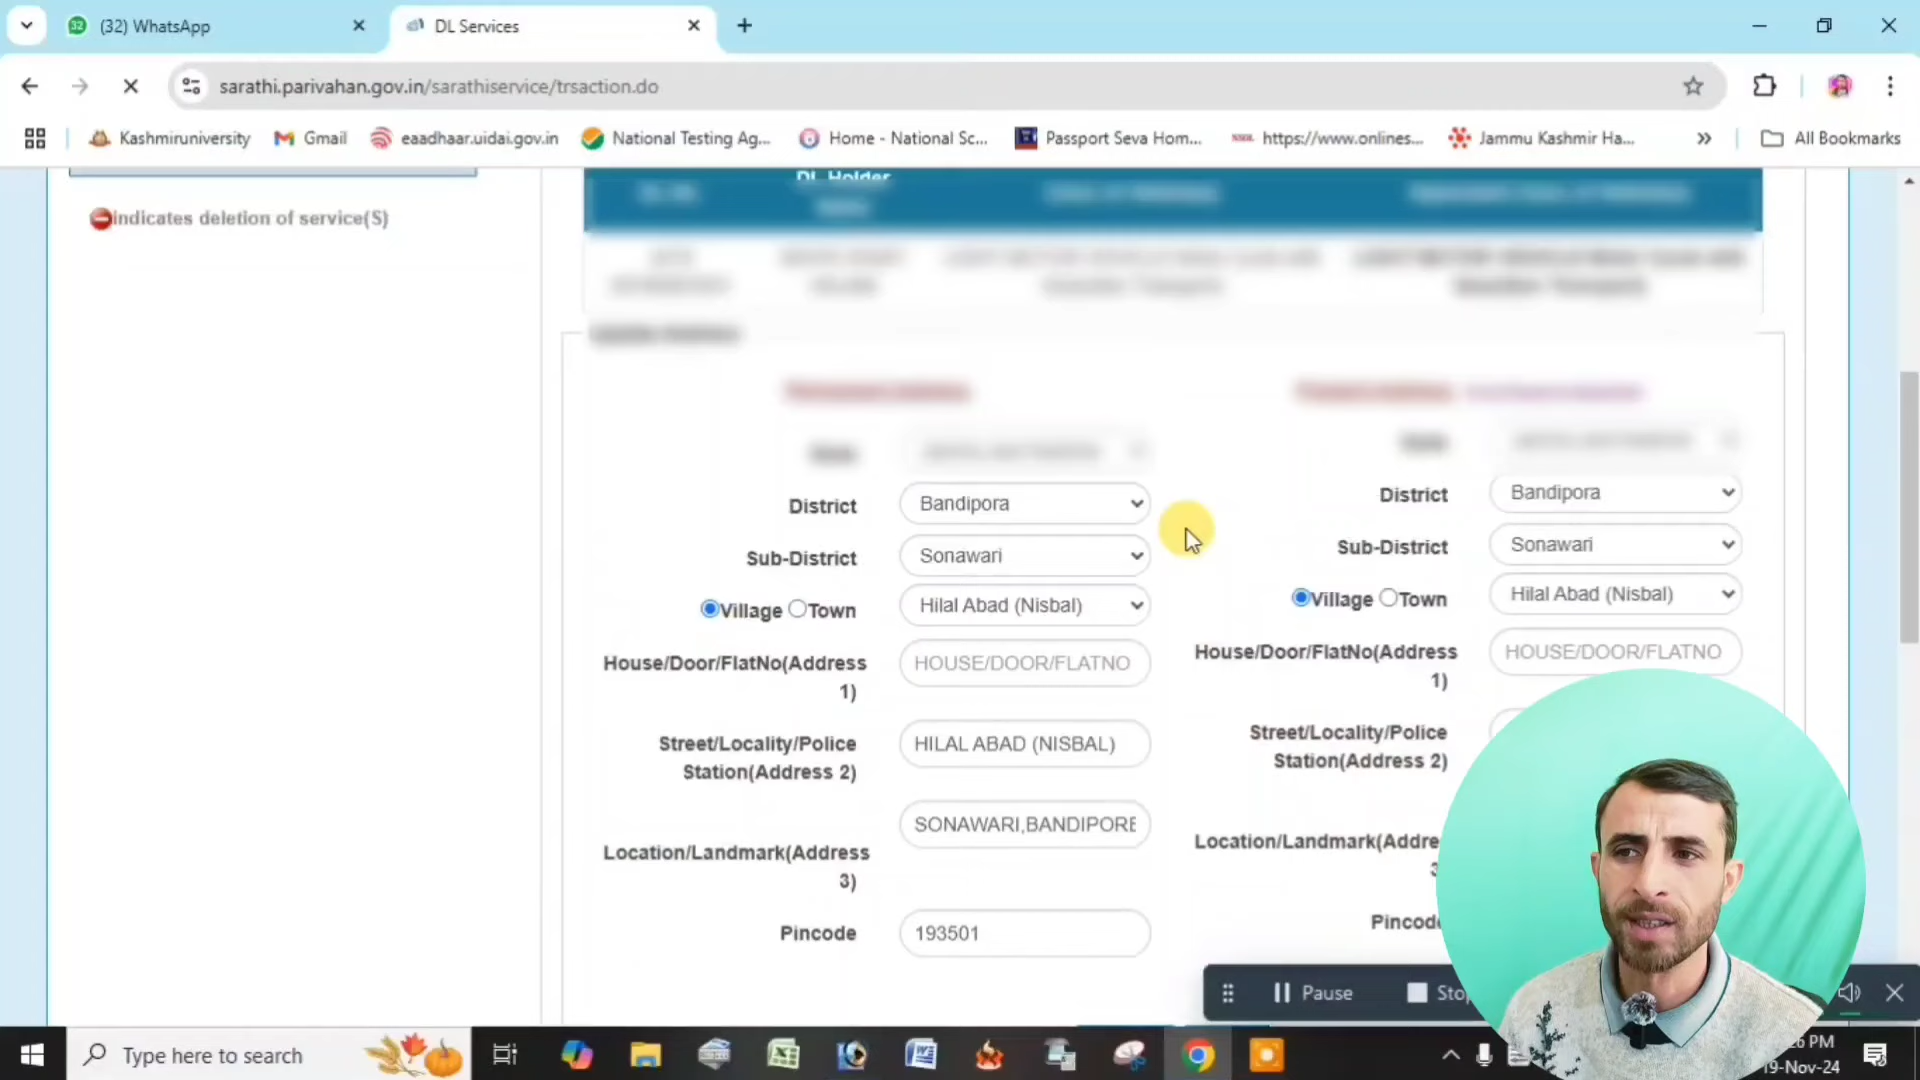 32 (32) WhatsApp DL Services
sarathi.parivahan.gov.in/sarathiservice/trsaction.do
Kashmiruniversity Gmail eaadhaar.uidai.gov.in National Testing Ag... Home - National Sc... Passport Seva Hom... https://www.onlines... Jammu Kashmir Ha... » All Bookmarks
DL Holder
indicates deletion of service(S)
District Bandipora District Bandipora
Sub-District Sonawari Sub-District Sonawari
Village Town Hilal Abad (Nisbal) Village Town Hilal Abad (Nisbal)
House/Door/FlatNo(Address HOUSE/DOOR/FLATNO House/Door/FlatNo(Address HOUSE/DOOR/FLATNO
1) 1)
Street/Locality/Police HILAL ABAD (NISBAL) Street/Locality/Police
Station(Address 2) Station(Address 2)
SONAWARI,BANDIPORE
Location/Landmark(Address Location/Landmark(Addre
3)
Pincode 193501 Pincode
Pause Stop
Type here to search
26 PM
19-Nov-24